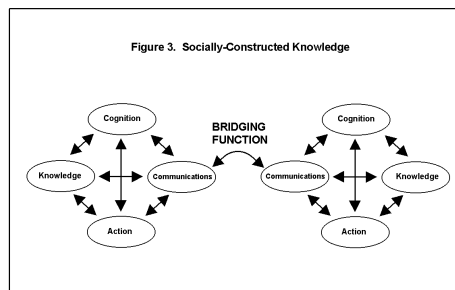 Figure 3.  Socially-Constructed Knowledge
Cognition
Cognition
BRIDGING
FUNCTION
Knowledge
Communications
Communications
Knowledge
Action
Action